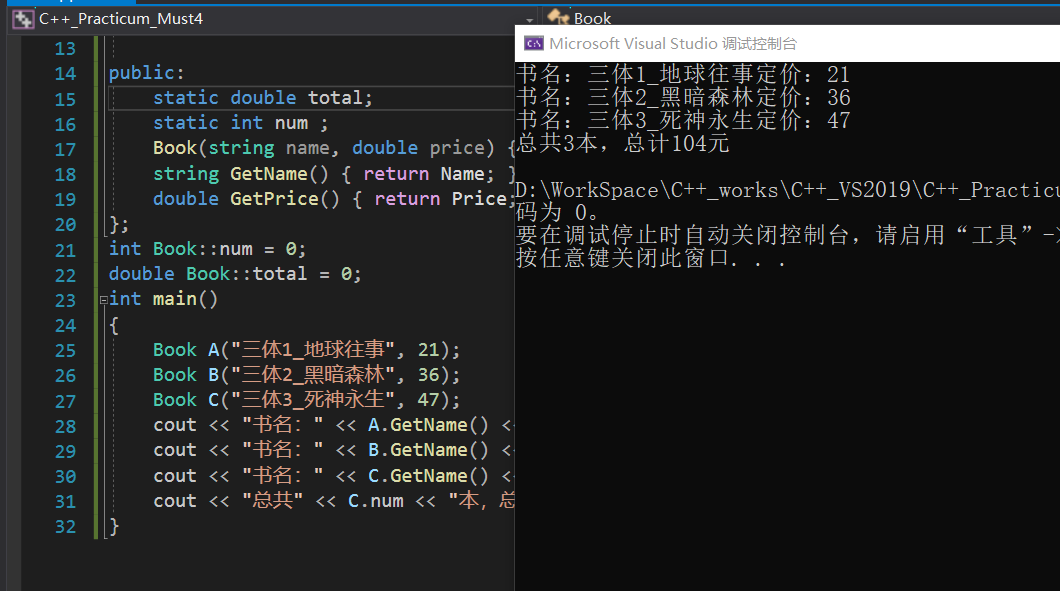 C++_Practicum_Must4
Book
13
14 public:
15 static double total;
16 static int num ;
17 Book(string name, double price) {
18 string GetName() { return Name; }
19 double GetPrice() { return Price;
20 };
21 int Book::num = 0;
22 double Book::total = 0;
23 int main()
24 {
25 Book A("三体1_地球往事", 21);
26 Book B("三体2_黑暗森林", 36);
27 Book C("三体3_死神永生", 47);
28 cout << "书名: " << A.GetName() <
29 cout << "书名: " << B.GetName() <
30 cout << "书名: " << C.GetName() <
31 cout << "总共" << C.num << "本, 总
32 }
Microsoft Visual Studio 调试控制台
书名: 三体1_地球往事定价: 21
书名: 三体2_黑暗森林定价: 36
书名: 三体3_死神永生定价: 47
总共3本, 总计104元
D:\WorkSpace\C++_works\C++_VS2019\C++_Practicu
码为 0。
要在调试停止时自动关闭控制台, 请启用“工具”->
按任意键关闭此窗口. . .